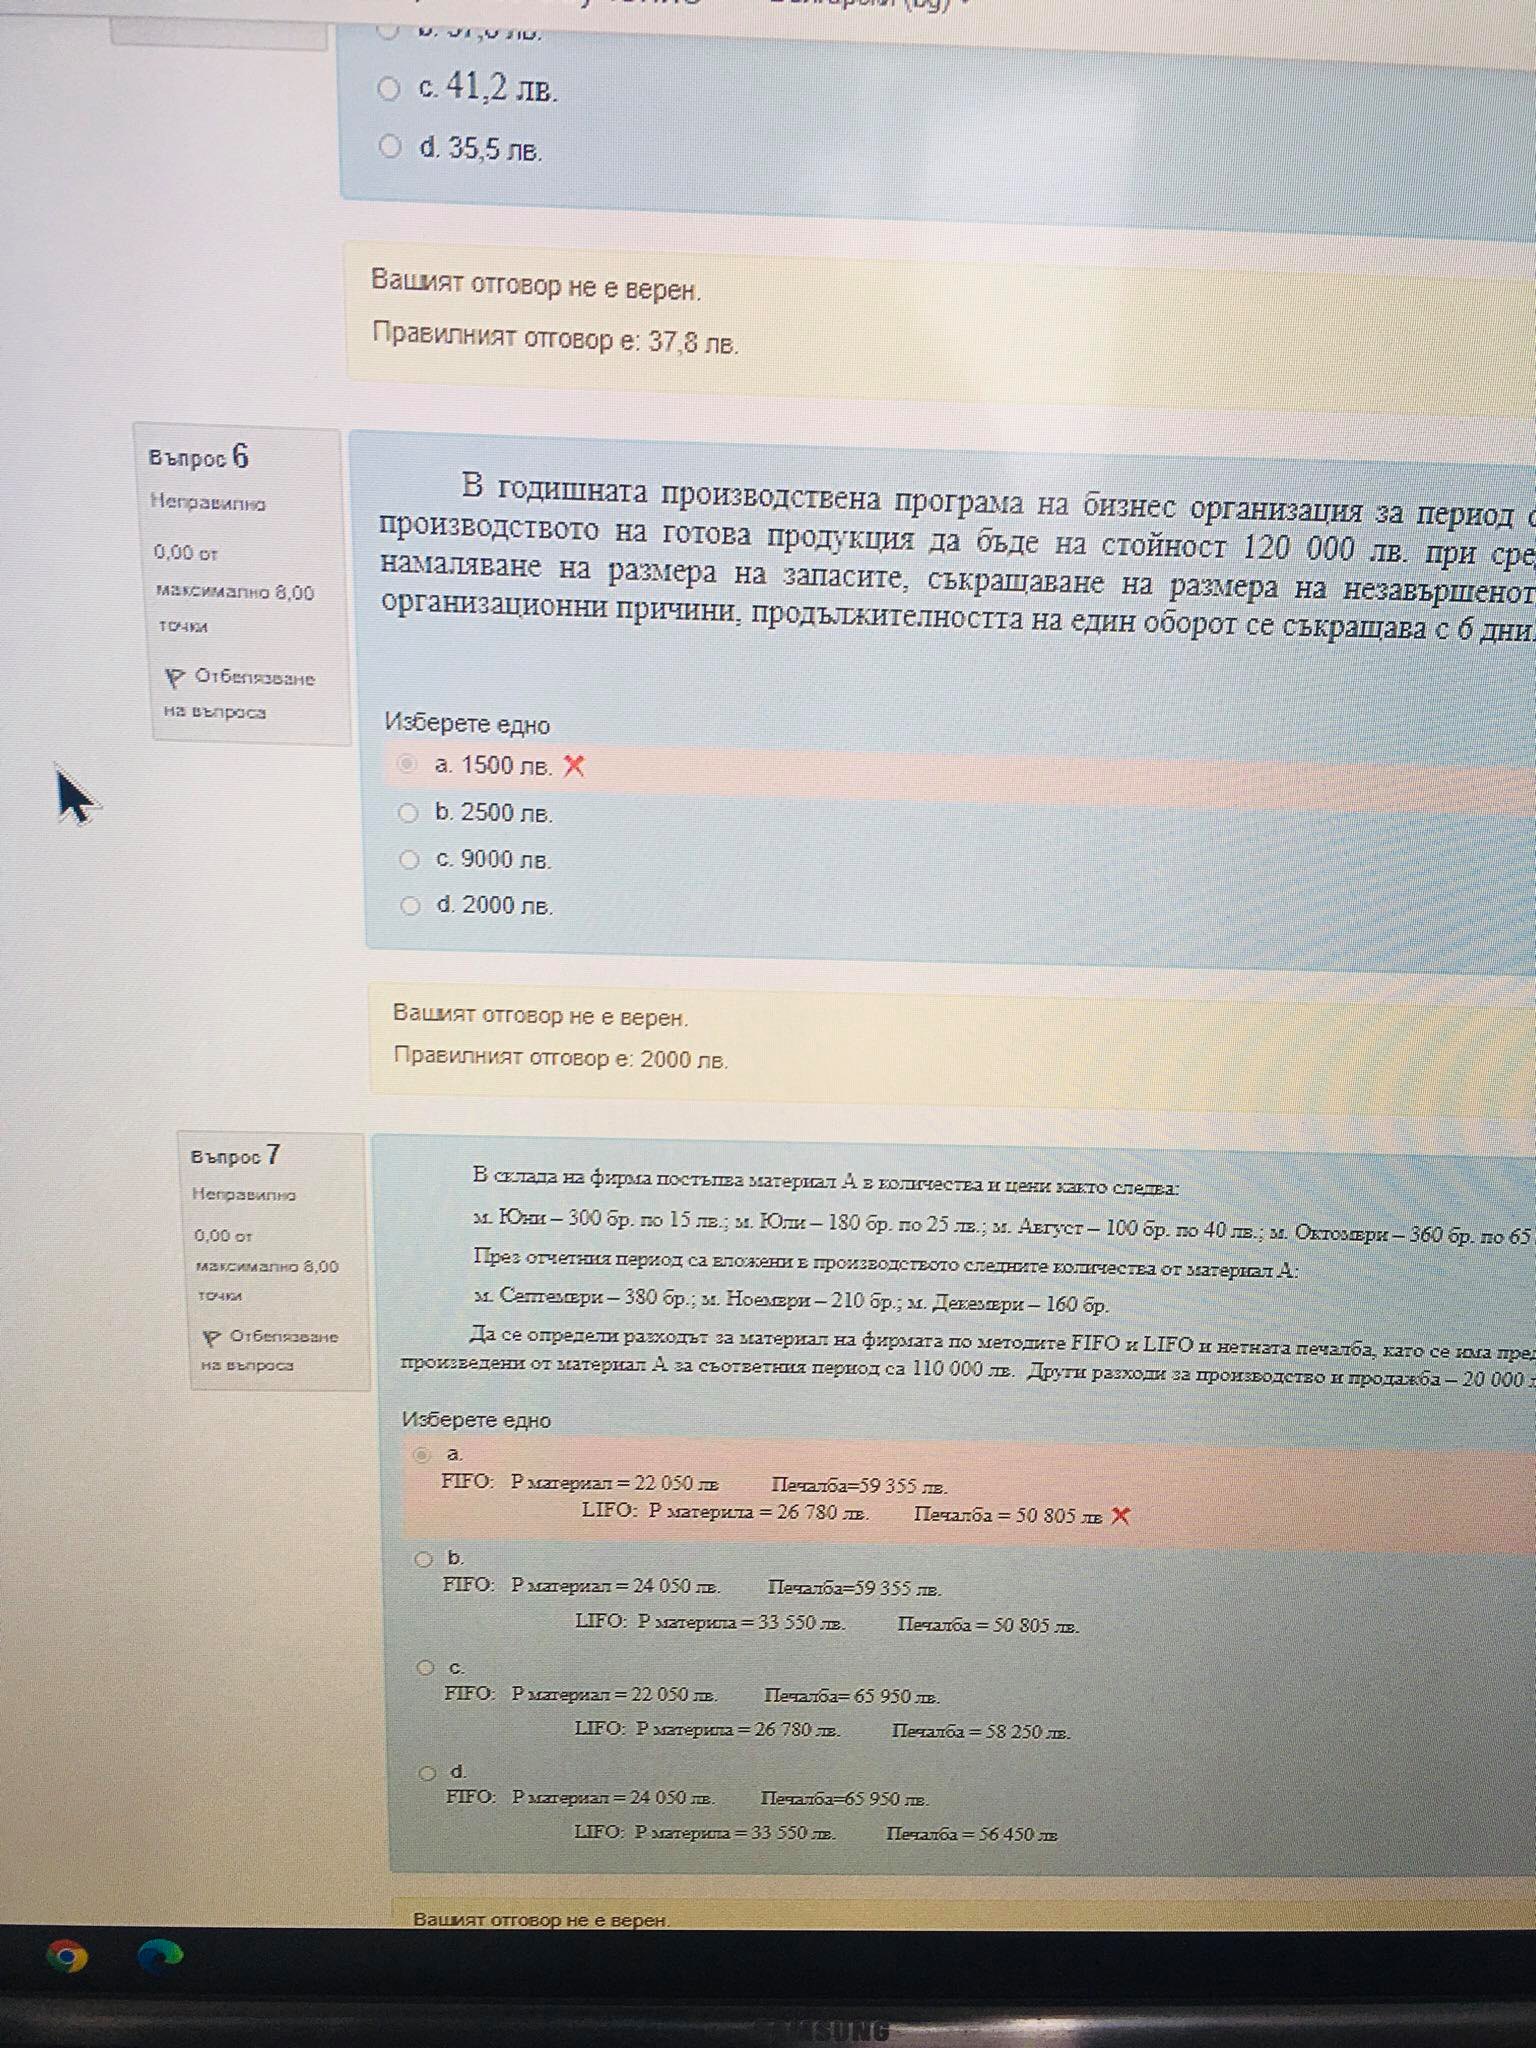 Български (bg)
b. 37,8 лв.
c. 41,2 лв.
d. 35,5 лв.
Вашият отговор не е верен.
Правилният отговор е: 37,8 лв.
Въпрос 6
Неправилно
0,00 от
максимално 8,00
точки
Отбелязване
на въпроса
В годишната производствена програма на бизнес организация за период
производството на готова продукция да бъде на стойност 120 000 лв. при
намаляване на размера на запасите, съкращаване на размера на
организационни причини, продължителността на един оборот се съкращава с 6 дни.
Изберете едно
a. 1500 лв.
b. 2500 лв.
c. 9000 лв.
d. 2000 лв.
Вашият отговор не е верен.
Правилният отговор е: 2000 лв.
Въпрос 7
Неправилно
0,00 от
максимално 8,00
точки
Отбелязване
на въпроса
В склада на фирма постъпва материал А в количества и цени както следва:
м. Юни – 300 бр. по 15 лв.; м. Юли – 180 бр. по 25 лв.; м. Август – 100 бр. по 40 лв.; м. Октомври – 360 бр. по 65
През отчетния период са вложени в производството следните количества от материал А:
м. Септември – 380 бр.; м. Ноември – 210 бр.; м. Декември – 160 бр.
Да се определи разходът за материал на фирмата по методите FIFO и LIFO и нетната печалба, като се има
произведени от материал А за съответния период са 110 000 лв. Други разходи за производство и продажба – 20 000
Изберете едно
a.
FIFO: Р материал = 22 050 лв Печалба=59 355 лв.
LIFO: Р материла = 26 780 лв. Печалба = 50 805 лв
b.
FIFO: Р материал = 24 050 лв. Печалба=59 355 лв.
LIFO: Р материла = 33 550 лв. Печалба = 50 805 лв.
c.
FIFO: Р материал = 22 050 лв. Печалба= 65 950 лв.
LIFO: Р материла = 26 780 лв. Печалба = 58 250 лв.
d.
FIFO: Р материал = 24 050 лв. Печалба=65 950 лв.
LIFO: Р материла = 33 550 лв. Печалба = 56 450 лв
Вашият отговор не е верен.
SAMSUNG